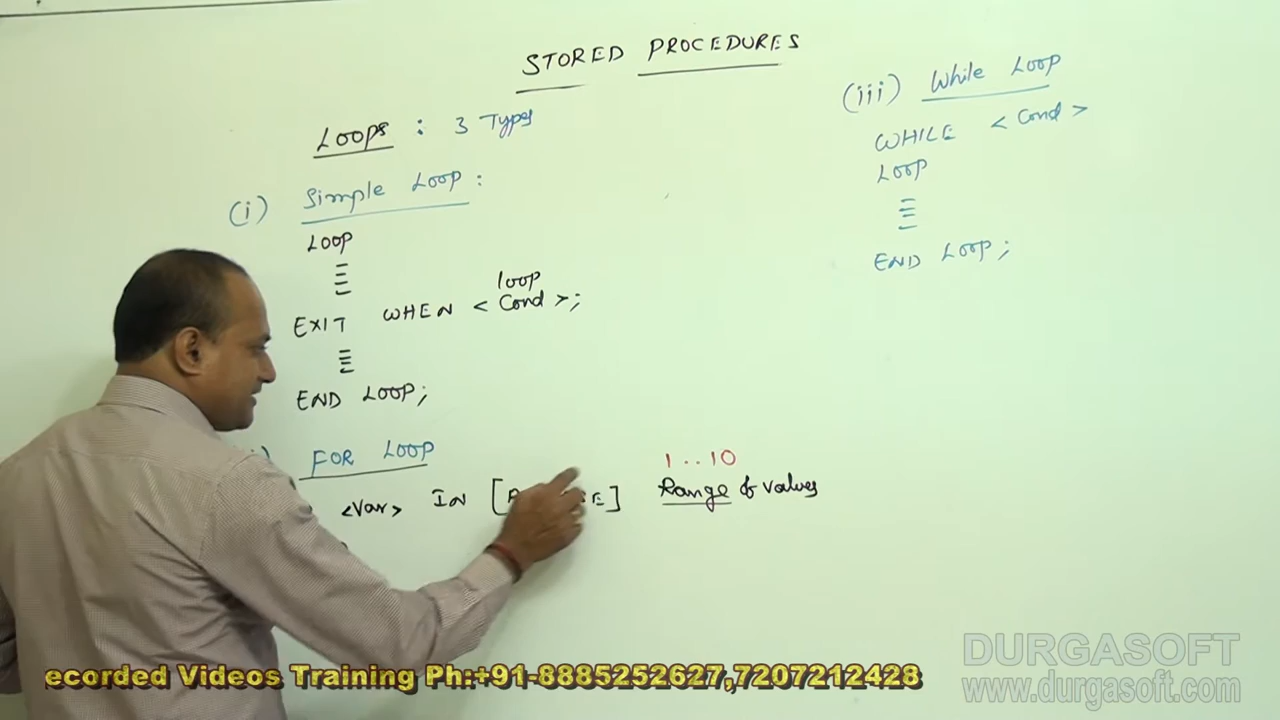 STORED PROCEDURES
LOOPS : 3 Types
(i) Simple LOOP :
LOOP
loop
EXIT WHEN < Cond > ;
END LOOP;
FOR LOOP
1 .. 10
<Var> IN [ E] Range of values
(iii) While LOOP
WHILE < Cond >
LOOP
END LOOP ;
ecorded Videos Training Ph:+91-8885252627,7207212428
DURGASOFT
www.durgasoft.com